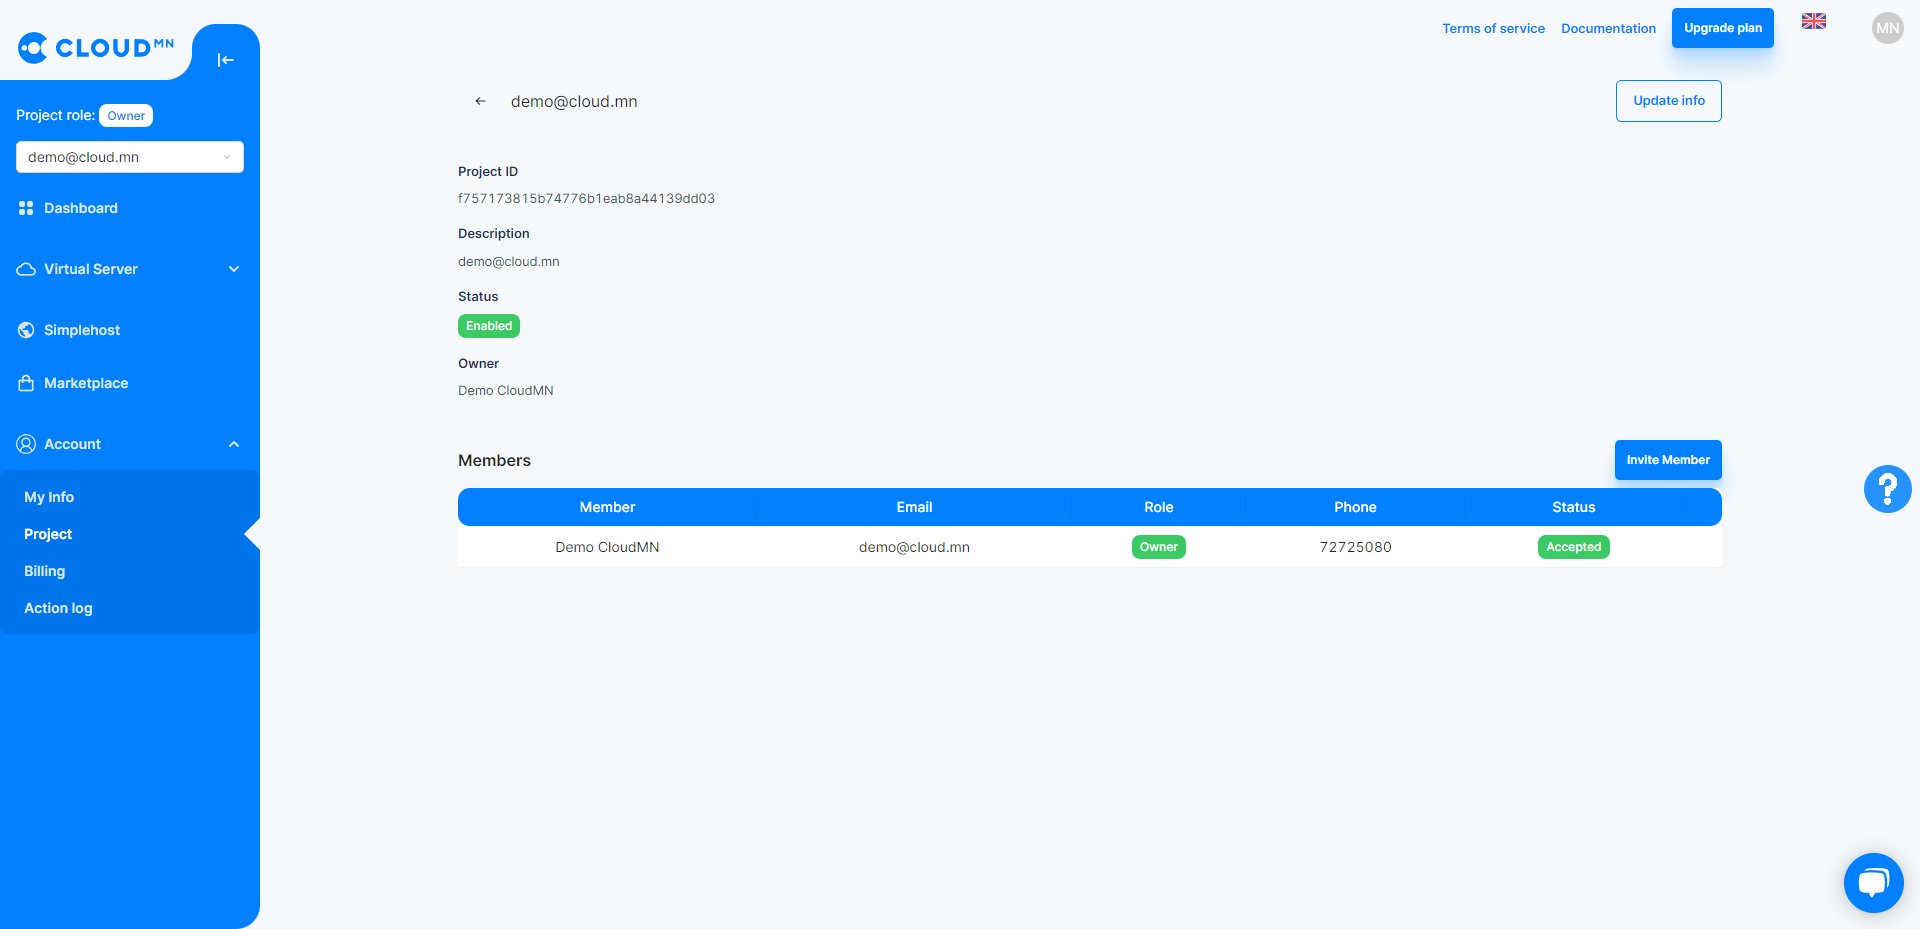 CLOUD MN
Terms of service
Documentation
Upgrade plan
MN
Project role: Owner
demo@cloud.mn
Dashboard
Virtual Server
Simplehost
Marketplace
Account
My Info
Project
Billing
Action log
demo@cloud.mn
Update info
Project ID
f757173815b74776b1eab8a44139dd03
Description
demo@cloud.mn
Status
Enabled
Owner
Demo CloudMN
Members
Invite Member
Member Email Role Phone Status
Demo CloudMN demo@cloud.mn Owner 72725080 Accepted
?